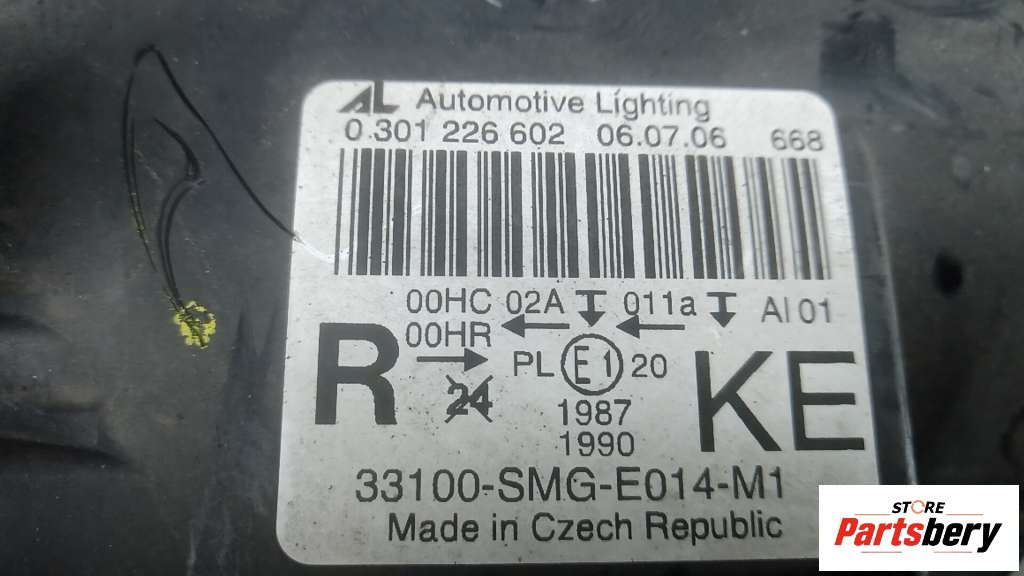 AL Automotive Lighting
0 301 226 602 06.07.06 668
00HC 02A 011a AI 01
00HR
R PL E1 20 KE
24
1987
1990
33100-SMG-E014-M1
Made in Czech Republic
STORE
Partsbery